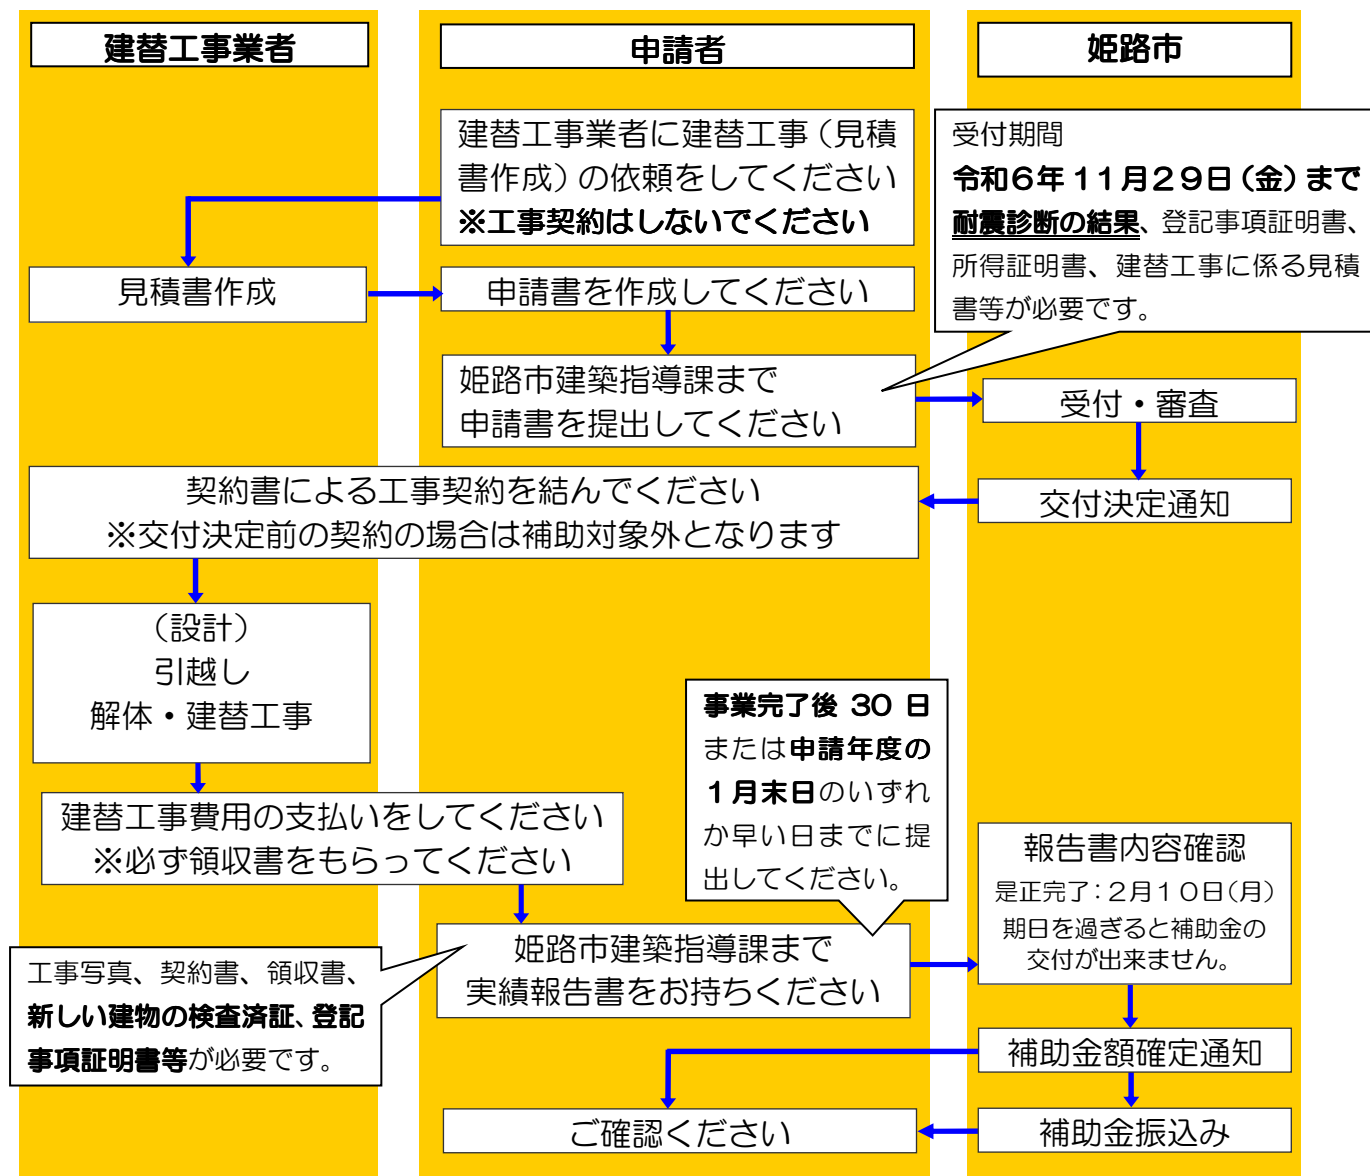 建替工事業者
申請者
姫路市
建替工事業者に建替工事（見積
書作成）の依頼をしてください
※工事契約はしないでください
受付期間
令和６年 11月２９日（金）まで
耐震診断の結果、登記事項証明書、
所得証明書、建替工事に係る見積
書等が必要です。
見積書作成
申請書を作成してください
姫路市建築指導課まで
申請書を提出してください
受付・審査
交付決定通知
契約書による工事契約を結んでください
※交付決定前の契約の場合は補助対象外となります
（設計）
引越し
解体・建替工事
事業完了後 30 日
または申請年度の
１月末日のいずれ
か早い日までに提
出してください。
建替工事費用の支払いをしてください
※必ず領収書をもらってください
報告書内容確認
是正完了：２月１０日（月）
期日を過ぎると補助金の
交付が出来ません。
姫路市建築指導課まで
実績報告書をお持ちください
工事写真、契約書、領収書、
新しい建物の検査済証、登記
事項証明書等が必要です。
補助金額確定通知
ご確認ください
補助金振込み